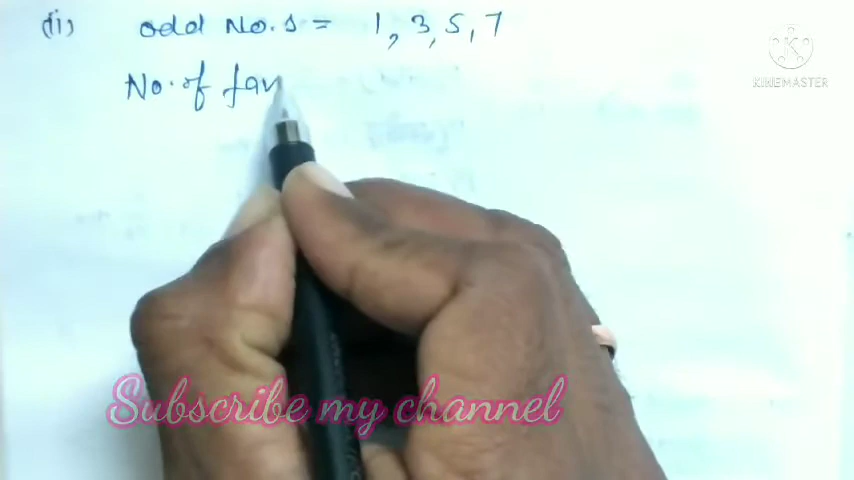 (ii) odd No.s = 1, 3, 5, 7
No. of fav
KINEMASTER
Subscribe my channel